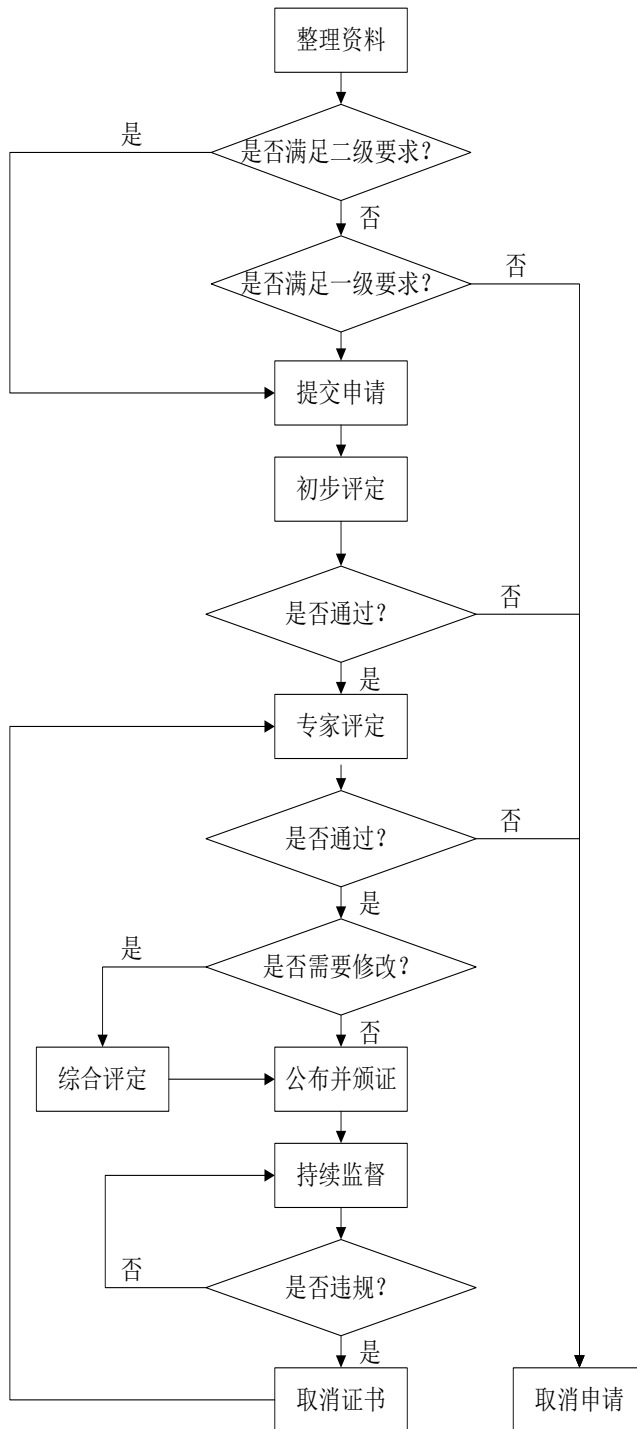 整理资料
是
是否满足二级要求?
否
否
是否满足一级要求?
提交申请
初步评定
否
是否通过?
是
专家评定
否
是否通过?
是
是
是否需要修改?
否
综合评定
公布并颁证
持续监督
否
是否违规?
是
取消证书
取消申请